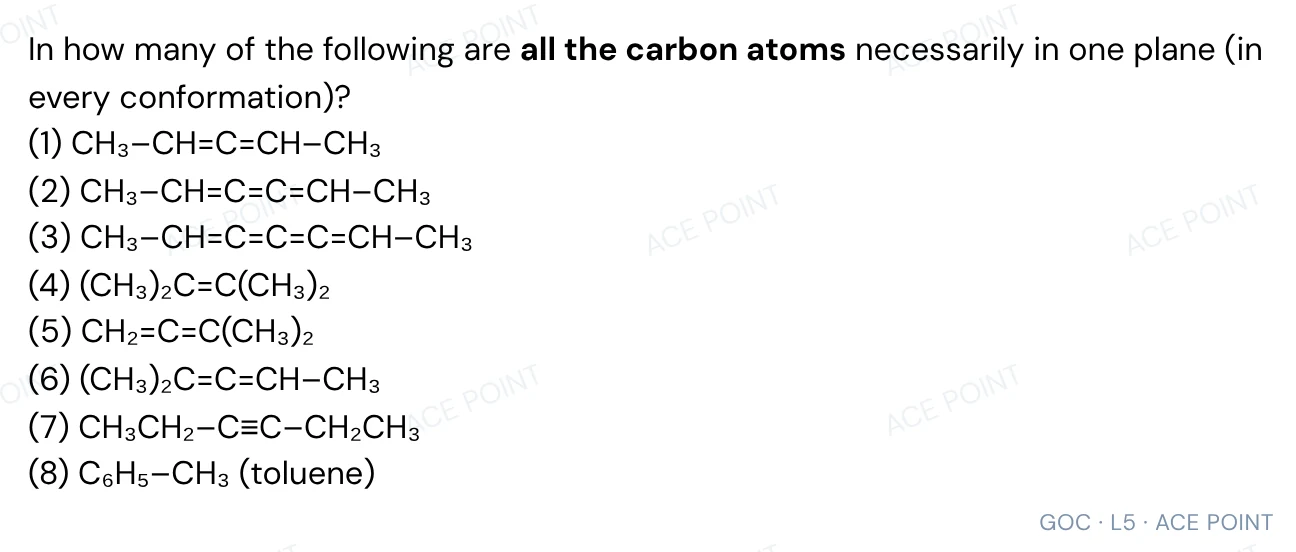 In how many of the following are all the carbon atoms necessarily in one plane (in
every conformation)?
(1) CH₃–CH=C=CH–CH₃
(2) CH₃–CH=C=C=CH–CH₃
(3) CH₃–CH=C=C=C=CH–CH₃
(4) (CH₃)₂C=C(CH₃)₂
(5) CH₂=C=C(CH₃)₂
(6) (CH₃)₂C=C=CH–CH₃
(7) CH₃CH₂–C≡C–CH₂CH₃
(8) C₆H₅–CH₃ (toluene)
GOC · L5 · ACE POINT